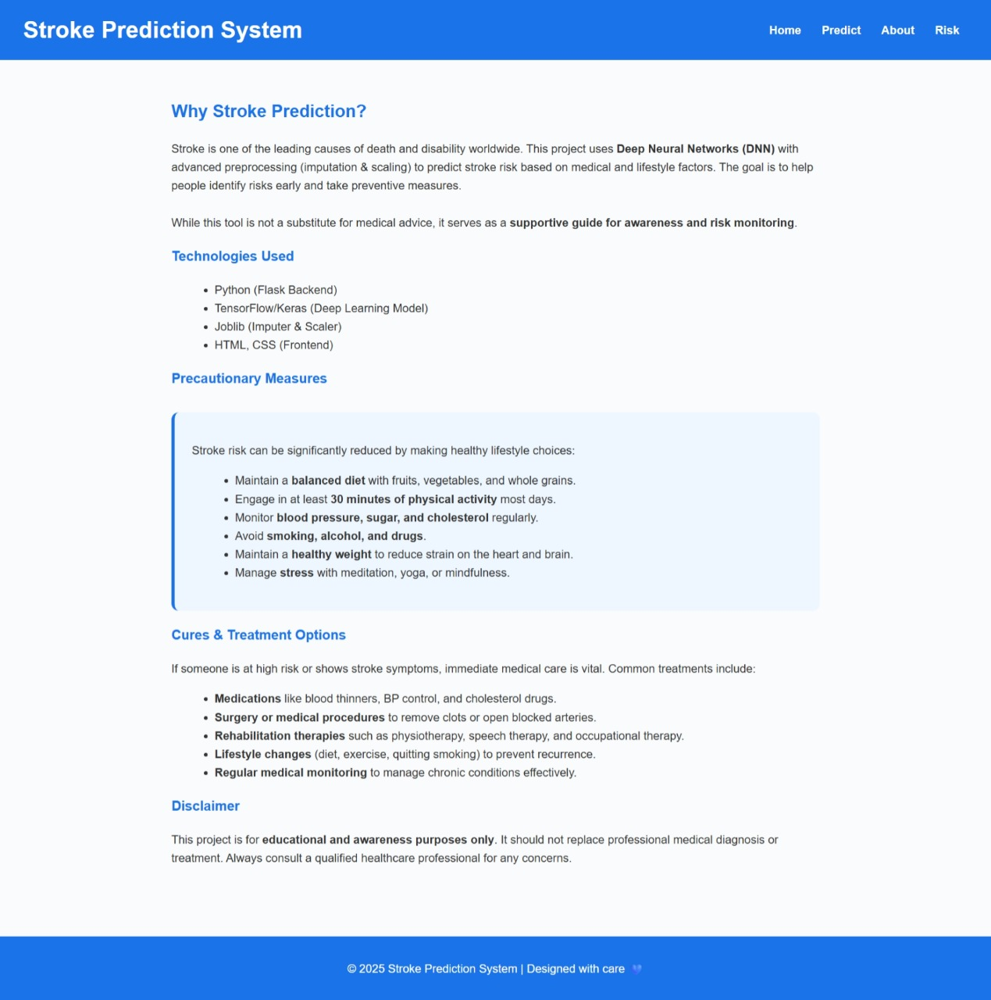 Stroke Prediction System
Home Predict About Risk
Why Stroke Prediction?
Stroke is one of the leading causes of death and disability worldwide. This project uses Deep Neural Networks (DNN) with
advanced preprocessing (imputation & scaling) to predict stroke risk based on medical and lifestyle factors. The goal is to help
people identify risks early and take preventive measures.
While this tool is not a substitute for medical advice, it serves as a supportive guide for awareness and risk monitoring.
Technologies Used
• Python (Flask Backend)
• TensorFlow/Keras (Deep Learning Model)
• Joblib (Imputer & Scaler)
• HTML, CSS (Frontend)
Precautionary Measures
Stroke risk can be significantly reduced by making healthy lifestyle choices:
• Maintain a balanced diet with fruits, vegetables, and whole grains.
• Engage in at least 30 minutes of physical activity most days.
• Monitor blood pressure, sugar, and cholesterol regularly.
• Avoid smoking, alcohol, and drugs.
• Maintain a healthy weight to reduce strain on the heart and brain.
• Manage stress with meditation, yoga, or mindfulness.
Cures & Treatment Options
If someone is at high risk or shows stroke symptoms, immediate medical care is vital. Common treatments include:
• Medications like blood thinners, BP control, and cholesterol drugs.
• Surgery or medical procedures to remove clots or open blocked arteries.
• Rehabilitation therapies such as physiotherapy, speech therapy, and occupational therapy.
• Lifestyle changes (diet, exercise, quitting smoking) to prevent recurrence.
• Regular medical monitoring to manage chronic conditions effectively.
Disclaimer
This project is for educational and awareness purposes only. It should not replace professional medical diagnosis or
treatment. Always consult a qualified healthcare professional for any concerns.
© 2025 Stroke Prediction System | Designed with care 💙